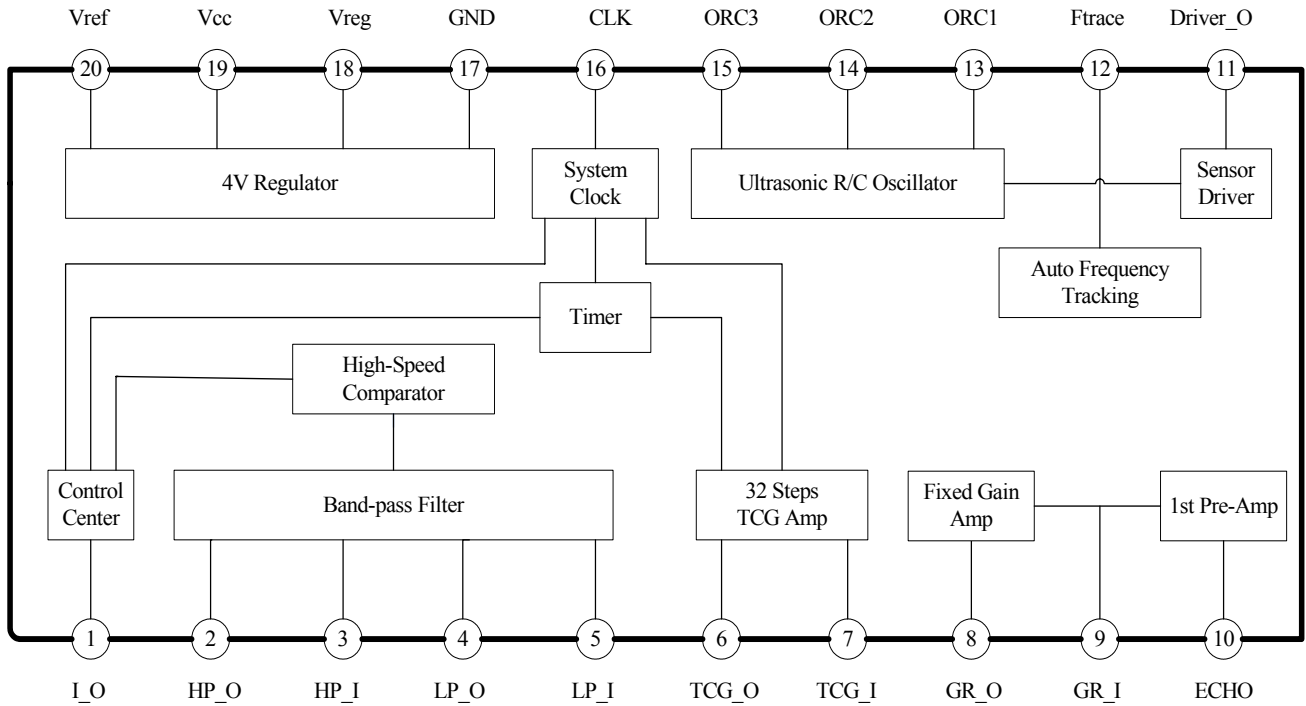 Vref Vcc Vreg GND CLK ORC3 ORC2 ORC1 Ftrace Driver_O
20 19 18 17 16 15 14 13 12 11
4V Regulator
System
Clock
Ultrasonic R/C Oscillator
Sensor
Driver
Auto Frequency
Tracking
Timer
High-Speed
Comparator
Control
Center
Band-pass Filter
32 Steps
TCG Amp
Fixed Gain
Amp
1st Pre-Amp
1 2 3 4 5 6 7 8 9 10
I_O HP_O HP_I LP_O LP_I TCG_O TCG_I GR_O GR_I ECHO